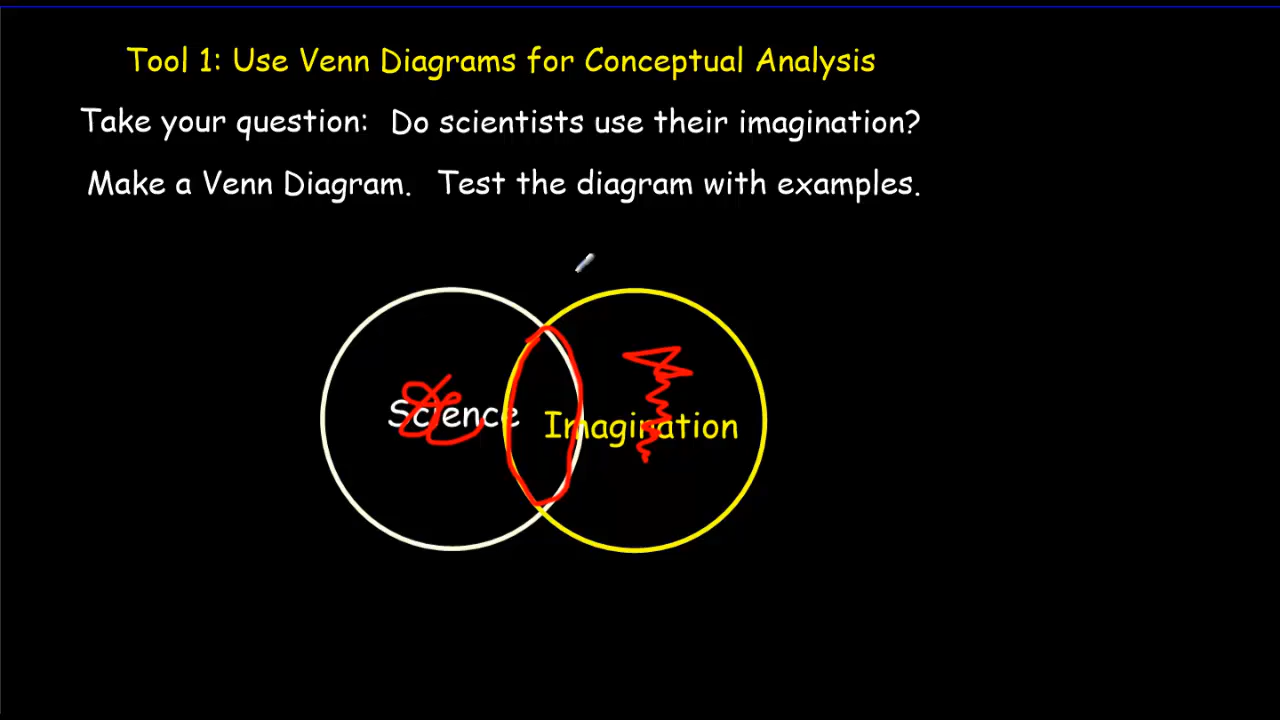 Tool 1: Use Venn Diagrams for Conceptual Analysis
Take your question: Do scientists use their imagination?
Make a Venn Diagram. Test the diagram with examples.
Science
Imagination